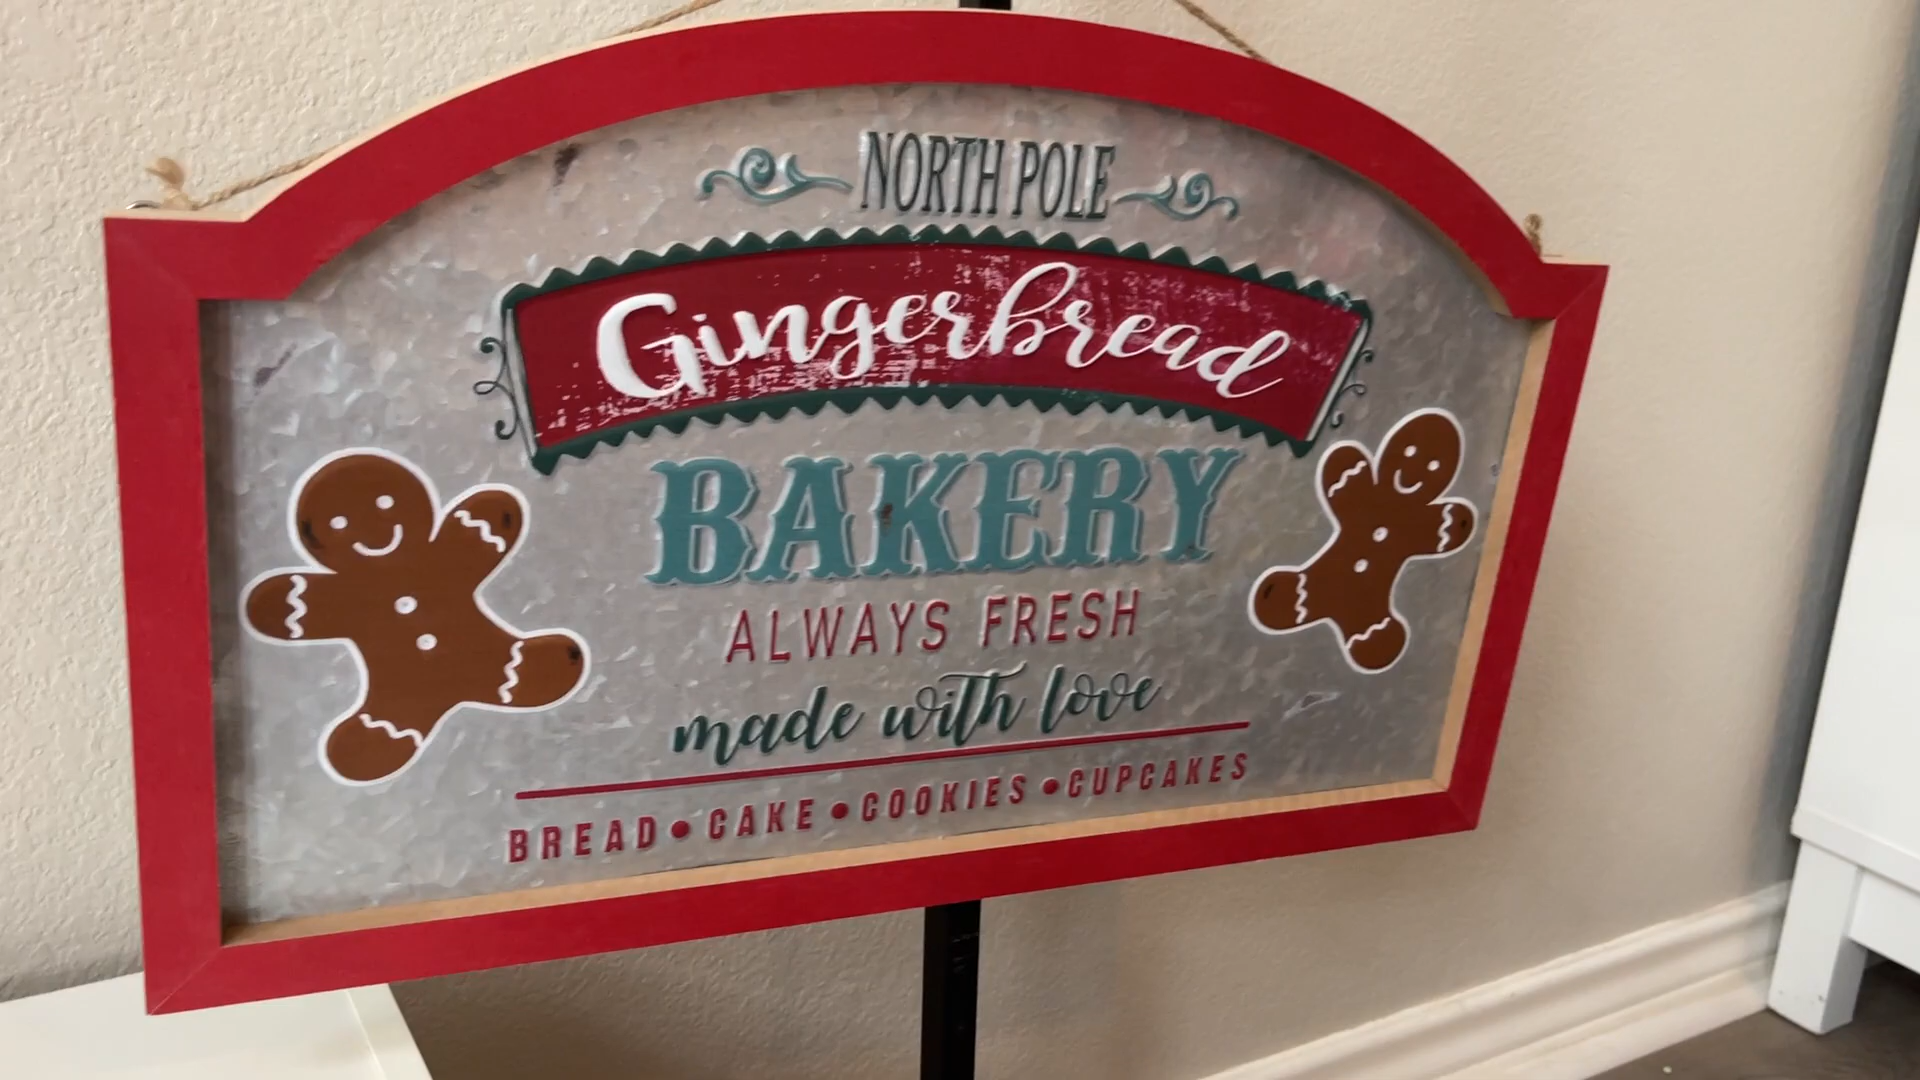 NORTH POLE
Gingerbread
BAKERY
ALWAYS FRESH
made with love
BREAD•CAKE•COOKIES•CUPCAKES